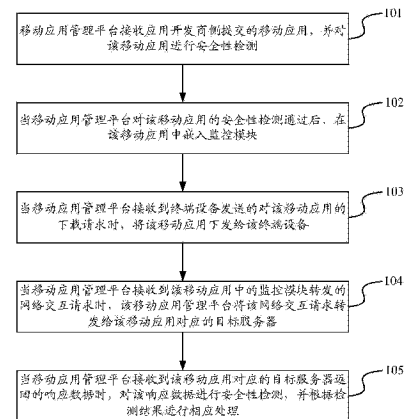 101
移动应用管理平台接收应用开发商侧提交的移动应用，并对
该移动应用进行安全性检测
102
当移动应用管理平台对该移动应用的安全性检测通过后，在
该移动应用中嵌入监控模块
103
当移动应用管理平台接收到终端设备发送的对该移动应用的
下载请求时，将该移动应用下发给该终端设备
104
当移动应用管理平台接收到该移动应用中的监控模块转发的
网络交互请求时，该移动应用管理平台将该网络交互请求转
发给该移动应用对应的目标服务器
105
当移动应用管理平台接收到该移动应用对应的目标服务器返
回的响应数据时，对该响应数据进行安全性检测，并根据检
测结果进行相应处理